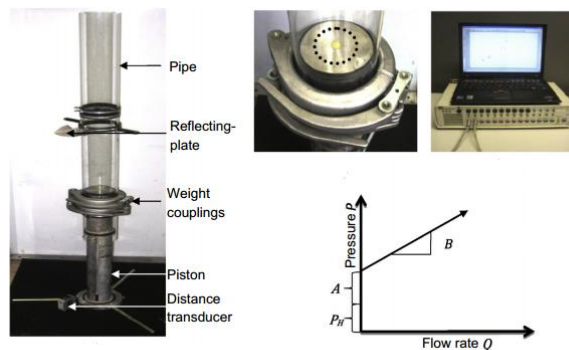 Pipe
Reflecting-
plate
Weight
couplings
Piston
Distance
transducer
Pressure P
B
A
P_H
Flow rate Q